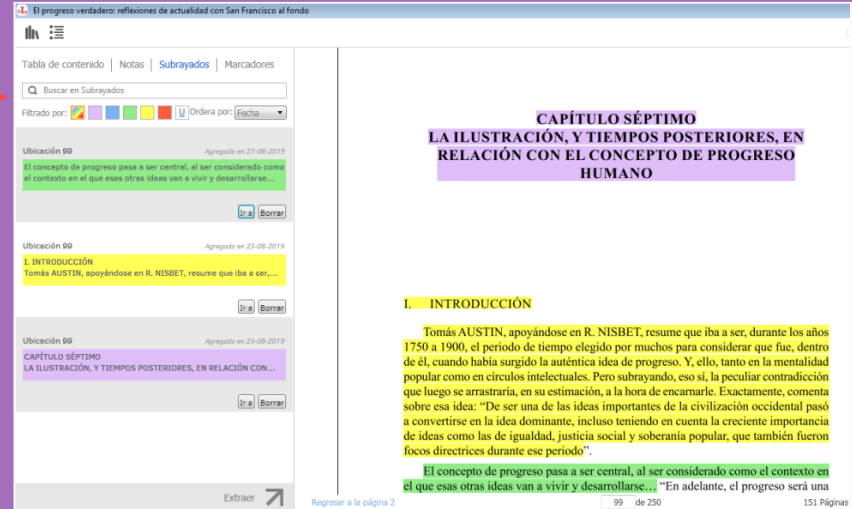 El progreso verdadero: reflexiones de actualidad con San Francisco al fondo
Tabla de contenido | Notas | Subrayados | Marcadores
Buscar en Subrayados
Filtrado por: U Ordera por: Fecha
Ubicación 99 Agregado en 27-08-2019
El concepto de progreso pasa a ser central, al ser considerado como
el contexto en el que esas otras ideas van a vivir y desarrollarse...
Ir a Borrar
Ubicación 99 Agregado en 23-08-2019
I. INTRODUCCIÓN
Tomás AUSTIN, apoyándose en R. NISBET, resume que iba a ser,...
Ir a Borrar
Ubicación 99 Agregado en 23-08-2019
CAPÍTULO SÉPTIMO
LA ILUSTRACIÓN, Y TIEMPOS POSTERIORES, EN RELACIÓN CON...
Ir a Borrar
Extraer
CAPÍTULO SÉPTIMO
LA ILUSTRACIÓN, Y TIEMPOS POSTERIORES, EN
RELACIÓN CON EL CONCEPTO DE PROGRESO
HUMANO
I. INTRODUCCIÓN
Tomás AUSTIN, apoyándose en R. NISBET, resume que iba a ser, durante los años
1750 a 1900, el periodo de tiempo elegido por muchos para considerar que fue, dentro
de él, cuando había surgido la auténtica idea de progreso. Y, ello, tanto en la mentalidad
popular como en círculos intelectuales. Pero subrayando, eso sí, la peculiar contradicción
que luego se arrastraría, en su estimación, a la hora de encarnarle. Exactamente, comenta
sobre esa idea: “De ser una de las ideas importantes de la civilización occidental pasó
a convertirse en la idea dominante, incluso teniendo en cuenta la creciente importancia
de ideas como las de igualdad, justicia social y soberanía popular, que también fueron
focos directrices durante ese periodo”.
El concepto de progreso pasa a ser central, al ser considerado como el contexto en
el que esas otras ideas van a vivir y desarrollarse… “En adelante, el progreso será una
Regresar a la página 2 99 de 250 151 Páginas